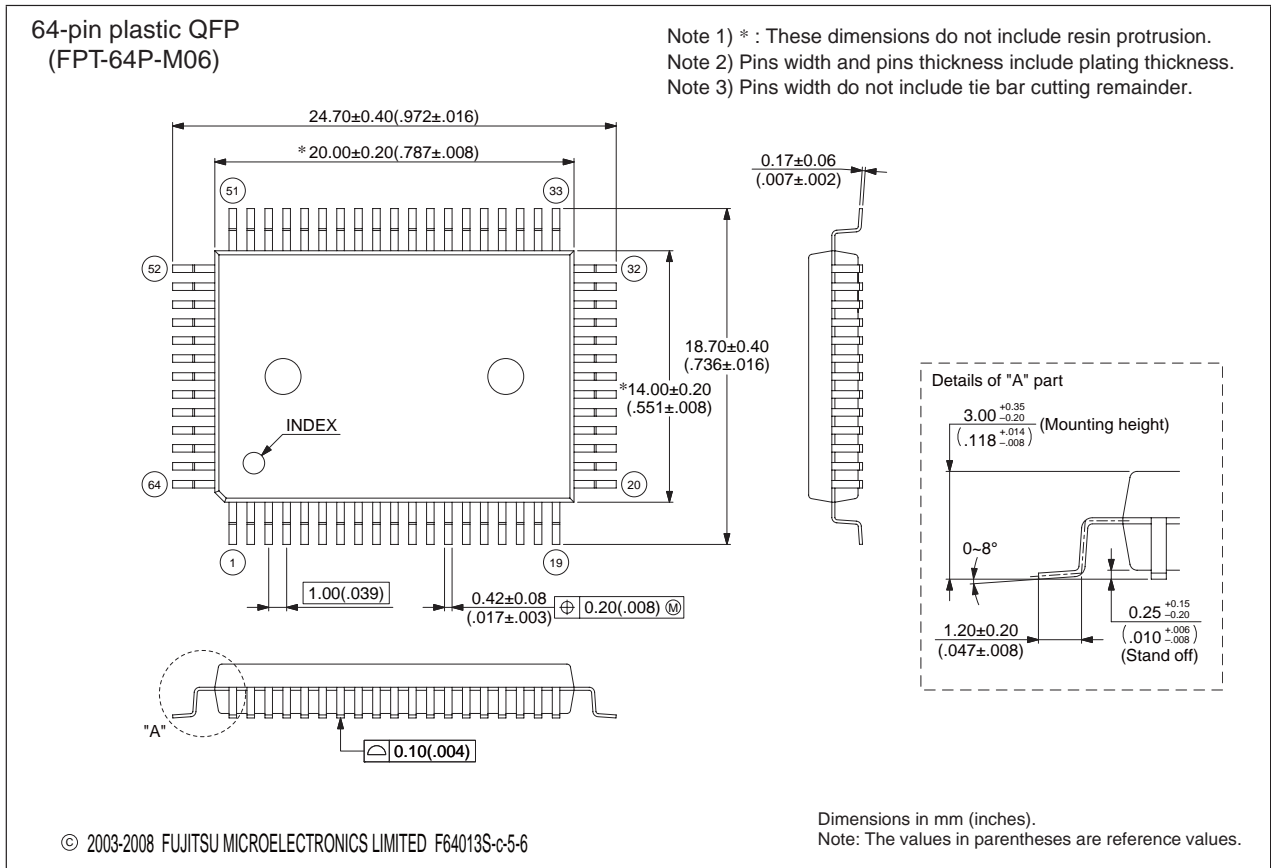 64-pin plastic QFP
(FPT-64P-M06)
Note 1) * : These dimensions do not include resin protrusion.
Note 2) Pins width and pins thickness include plating thickness.
Note 3) Pins width do not include tie bar cutting remainder.
24.70±0.40(.972±.016)
*20.00±0.20(.787±.008)
0.17±0.06
(.007±.002)
51
33
52
32
18.70±0.40
(.736±.016)
*14.00±0.20
(.551±.008)
INDEX
64
20
1
19
1.00(.039)
0.42±0.08
(.017±.003)
⌖ 0.20(.008) Ⓜ
Details of "A" part
3.00 +0.35 −0.20 (Mounting height)
(.118 +.014 −.008)
0~8°
0.25 +0.15 −0.20
(.010 +.006 −.008)
(Stand off)
1.20±0.20
(.047±.008)
"A"
⌓ 0.10(.004)
© 2003-2008 FUJITSU MICROELECTRONICS LIMITED F64013S-c-5-6
Dimensions in mm (inches).
Note: The values in parentheses are reference values.